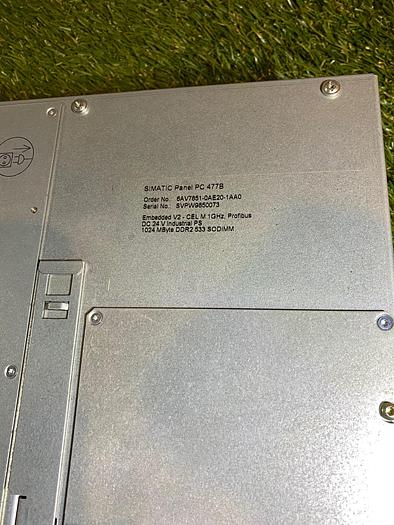 SIMATIC Panel PC 477B
Order No. 6AV7851-0AE20-1AA0
Serial No.: SVPW9850073
Embedded V2 - CEL M 1GHz, Profibus
DC 24 V Industrial PS
1024 MByte DDR2 533 SODIMM